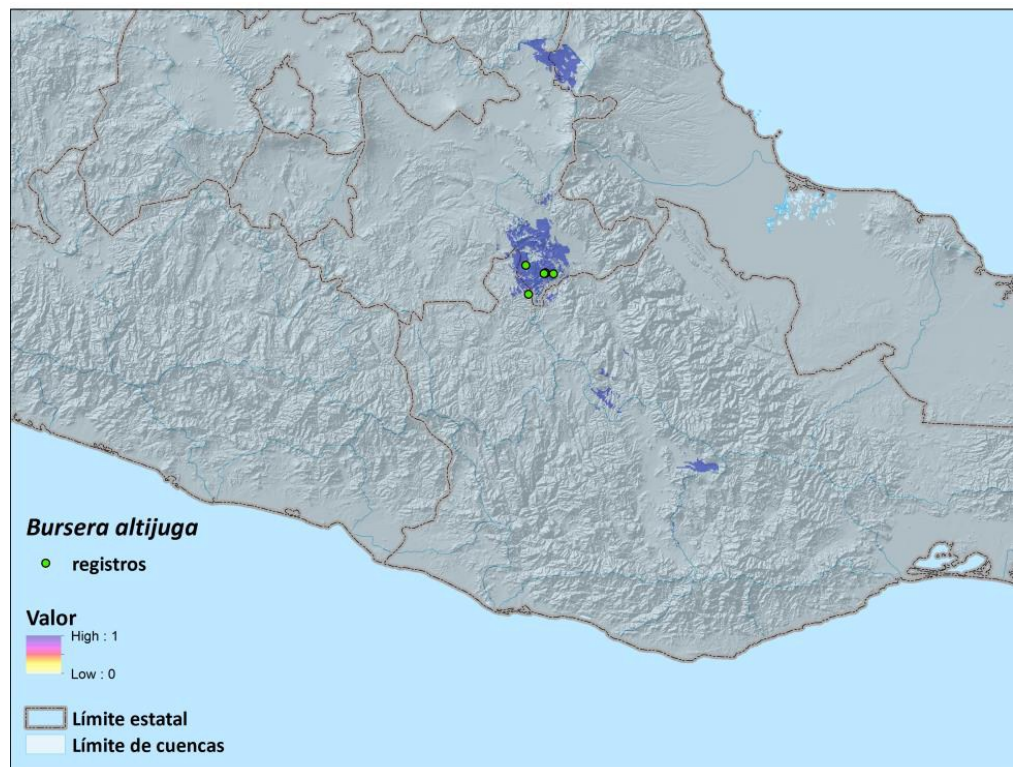 Bursera altijuga
registros
Valor
High : 1
Low : 0
Límite estatal
Límite de cuencas